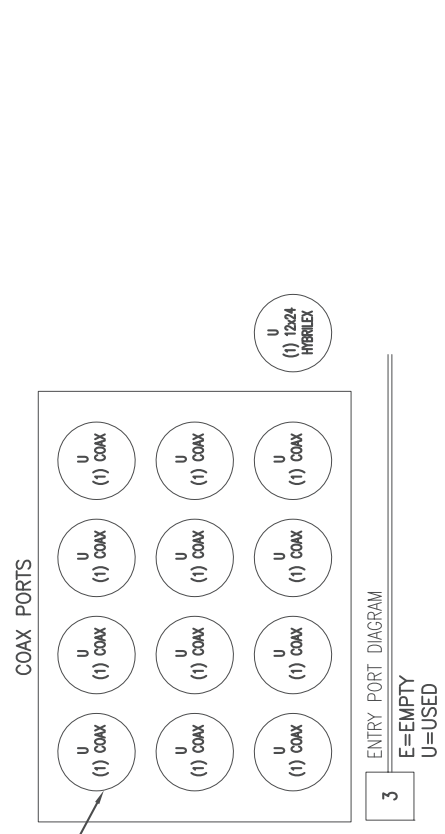 COAX PORTS
U
(1) COAX
U
(1) COAX
U
(1) COAX
U
(1) COAX
U
(1) COAX
U
(1) COAX
U
(1) COAX
U
(1) COAX
U
(1) COAX
U
(1) COAX
U
(1) COAX
U
(1) COAX
U
(1) 12x24
HYBRILEX
3
ENTRY PORT DIAGRAM
E=EMPTY
U=USED